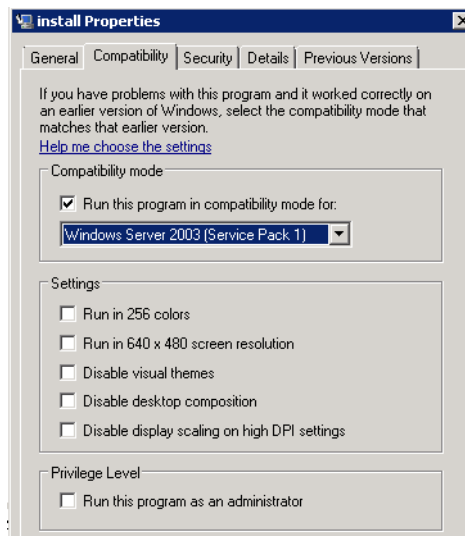 install Properties
General Compatibility Security Details Previous Versions
If you have problems with this program and it worked correctly on
an earlier version of Windows, select the compatibility mode that
matches that earlier version.
Help me choose the settings
Compatibility mode
Run this program in compatibility mode for:
Windows Server 2003 (Service Pack 1)
Settings
Run in 256 colors
Run in 640 x 480 screen resolution
Disable visual themes
Disable desktop composition
Disable display scaling on high DPI settings
Privilege Level
Run this program as an administrator